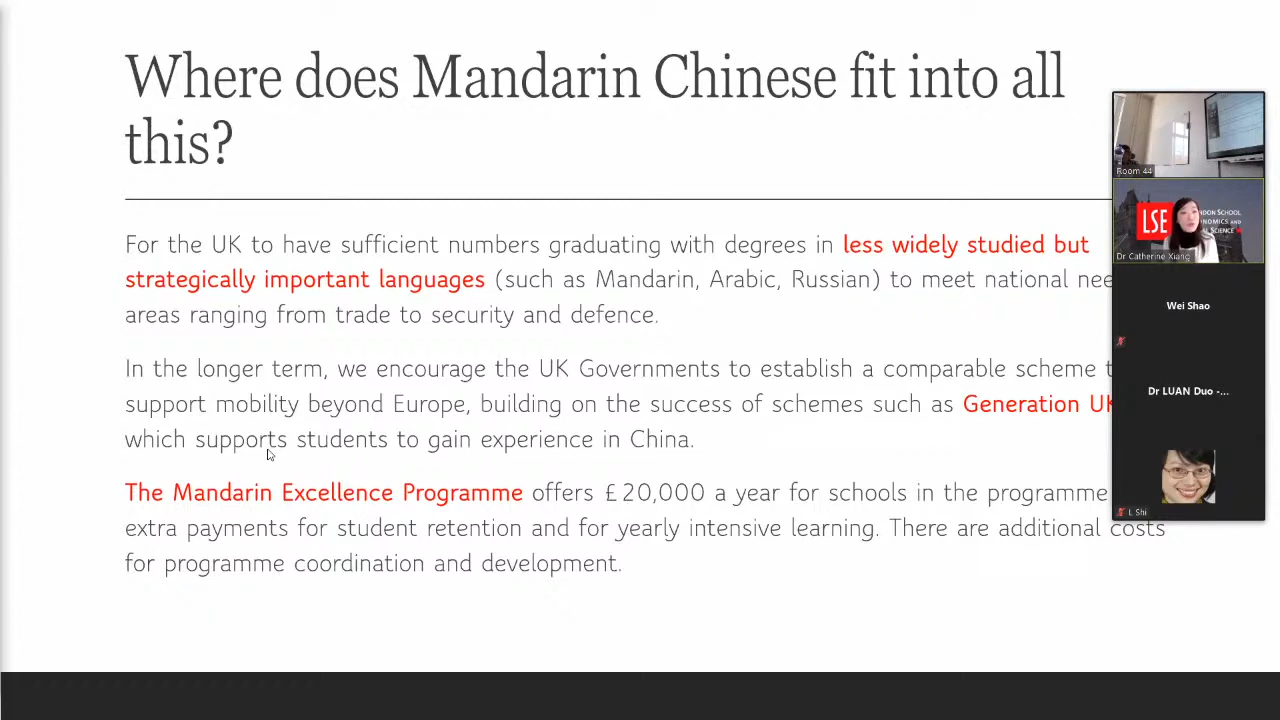 Where does Mandarin Chinese fit into all
this?
For the UK to have sufficient numbers graduating with degrees in less widely studied but
strategically important languages (such as Mandarin, Arabic, Russian) to meet national
areas ranging from trade to security and defence.
In the longer term, we encourage the UK Governments to establish a comparable scheme
support mobility beyond Europe, building on the success of schemes such as Generation UK
which supports students to gain experience in China.
The Mandarin Excellence Programme offers £20,000 a year for schools in the programme
extra payments for student retention and for yearly intensive learning. There are additional costs
for programme coordination and development.
Room 44
LSE
NDON SCHOOL
NOMICS AND
L SCIENCE
Dr Catherine Xiang
Wei Shao
Dr LUAN Duo -...
L Shi